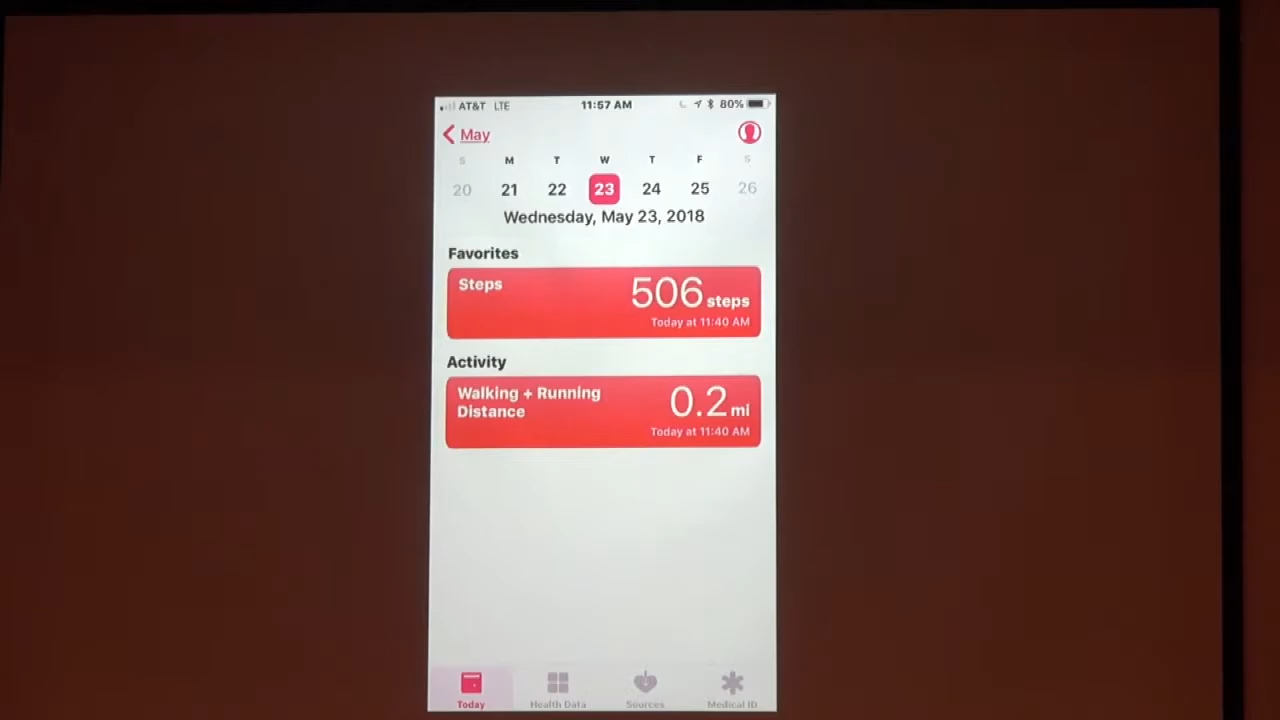 AT&T LTE 11:57 AM 80%
May
S M T W T F S
20 21 22 23 24 25 26
Wednesday, May 23, 2018
Favorites
Steps 506 steps
Today at 11:40 AM
Activity
Walking + Running
Distance
0.2 mi
Today at 11:40 AM
Today Health Data Sources Medical ID